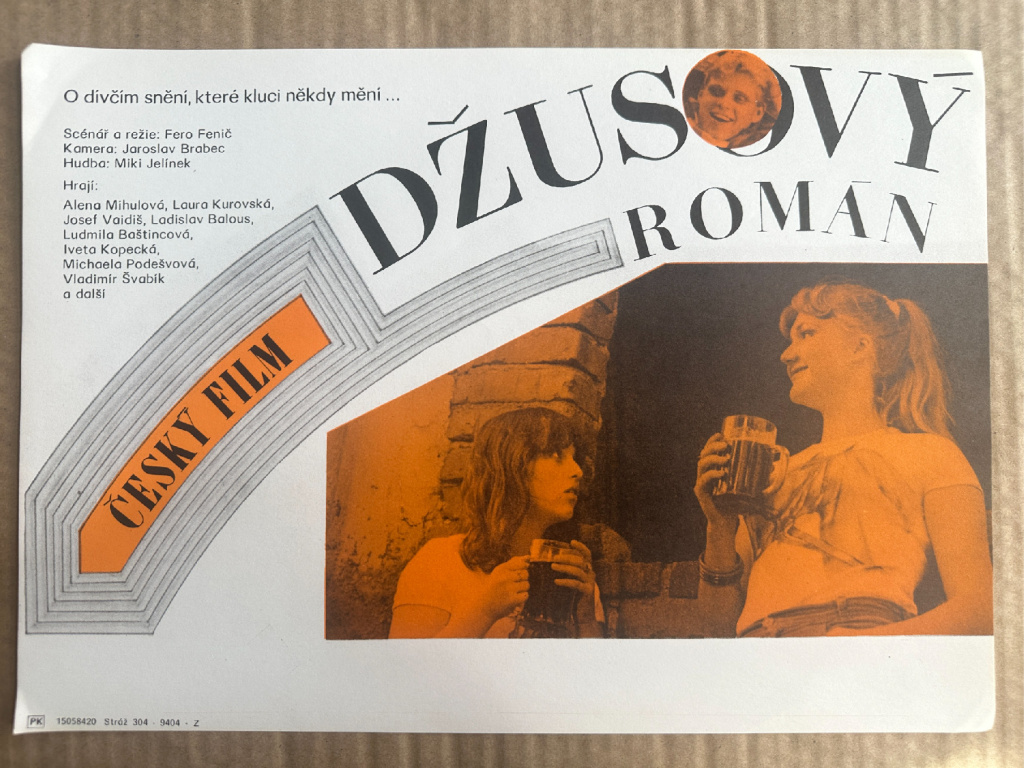 O dívčím snění, které kluci někdy mění ...
DŽUSOVÝ
ROMÁN
Scénář a režie: Fero Fenič
Kamera: Jaroslav Brabec
Hudba: Miki Jelínek
Hrají:
Alena Mihulová, Laura Kurovská,
Josef Vaidiš, Ladislav Balous,
Ludmila Baštincová,
Iveta Kopecká,
Michaela Podešvová,
Vladimír Švabík
a další
ČESKÝ FILM
PK 15058420 Stróž 304 - 9404 - Z